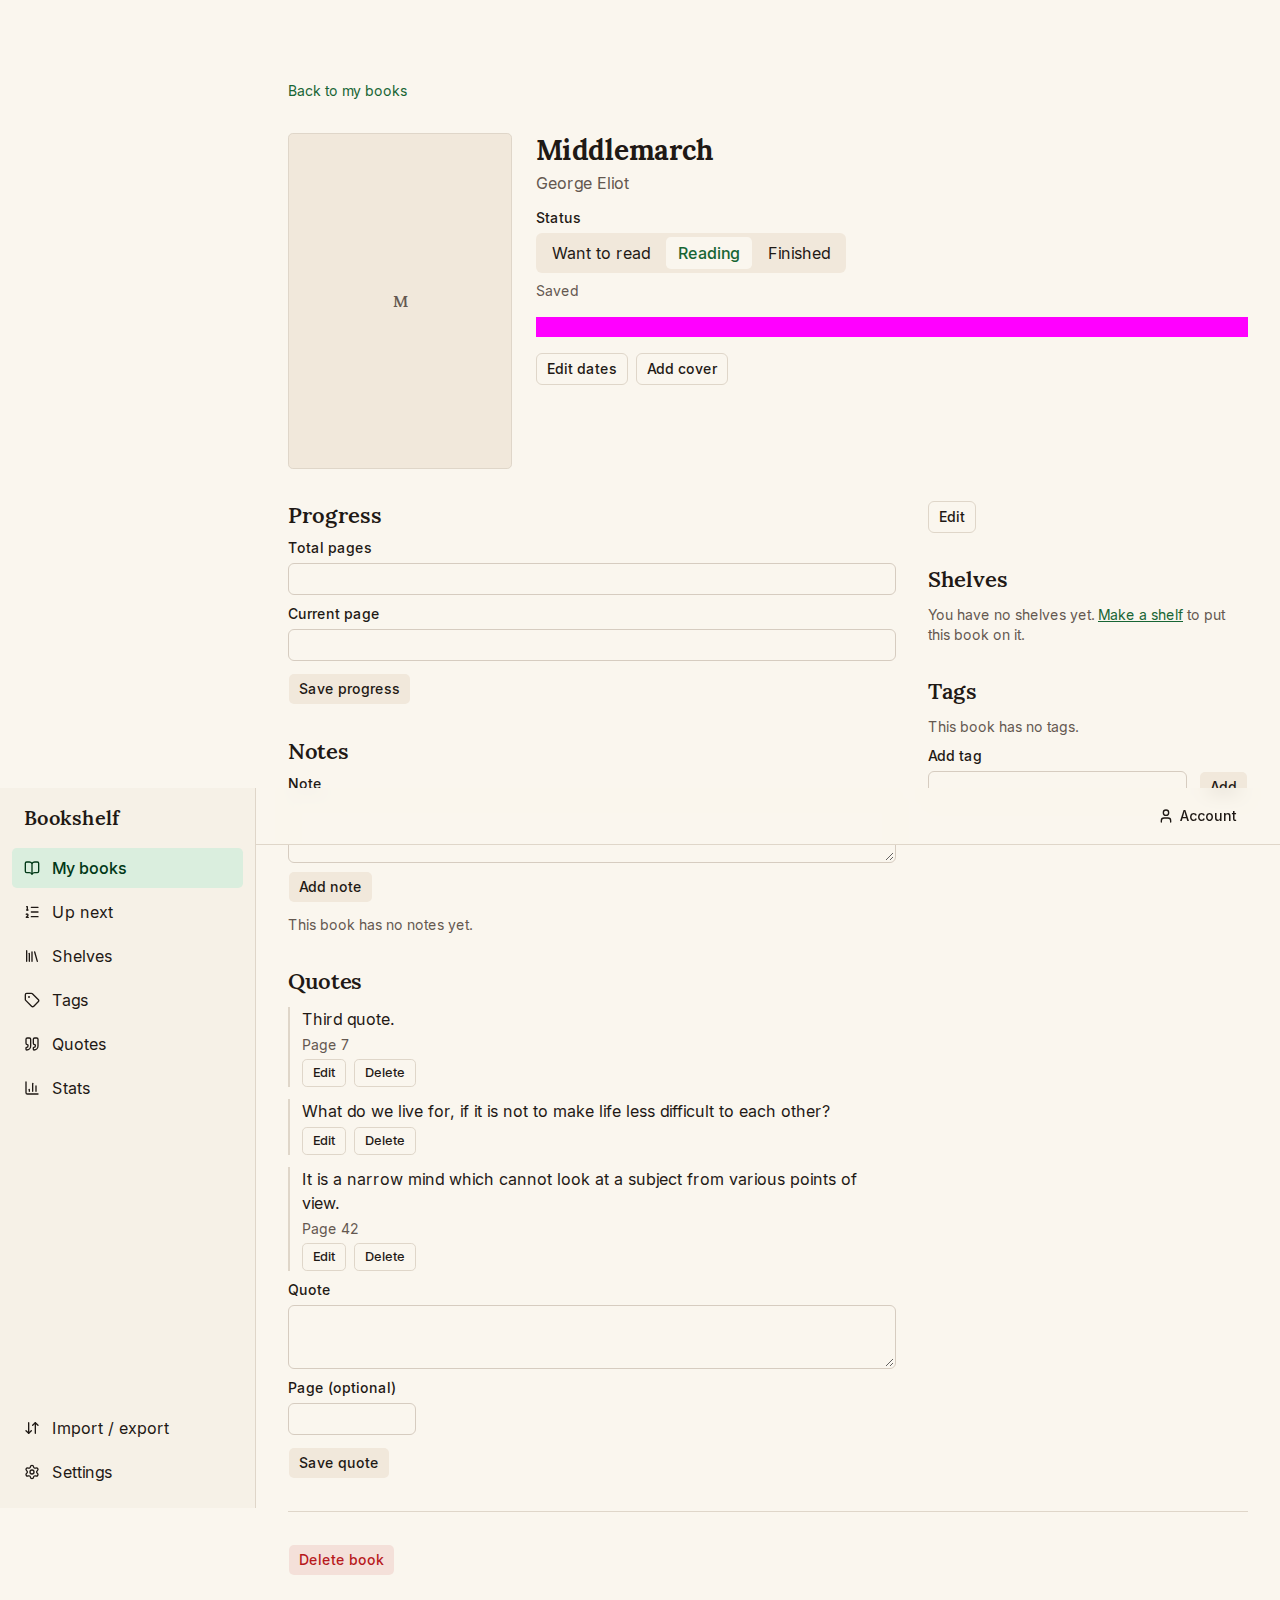 Back to my books
M
Middlemarch
George Eliot
Status
Want to read
Reading
Finished
Saved
Edit dates
Add cover
Progress
Total pages
Current page
Save progress
Notes
Note
Edit
Shelves
You have no shelves yet. Make a shelf to put
this book on it.
Tags
This book has no tags.
Add tag
Add
Bookshelf
My books
Up next
Shelves
Tags
Quotes
Stats
Import / export
Settings
Account
Add note
This book has no notes yet.
Quotes
Third quote.
Page 7
Edit
Delete
What do we live for, if it is not to make life less difficult to each other?
Edit
Delete
It is a narrow mind which cannot look at a subject from various points of
view.
Page 42
Edit
Delete
Quote
Page (optional)
Save quote
Delete book